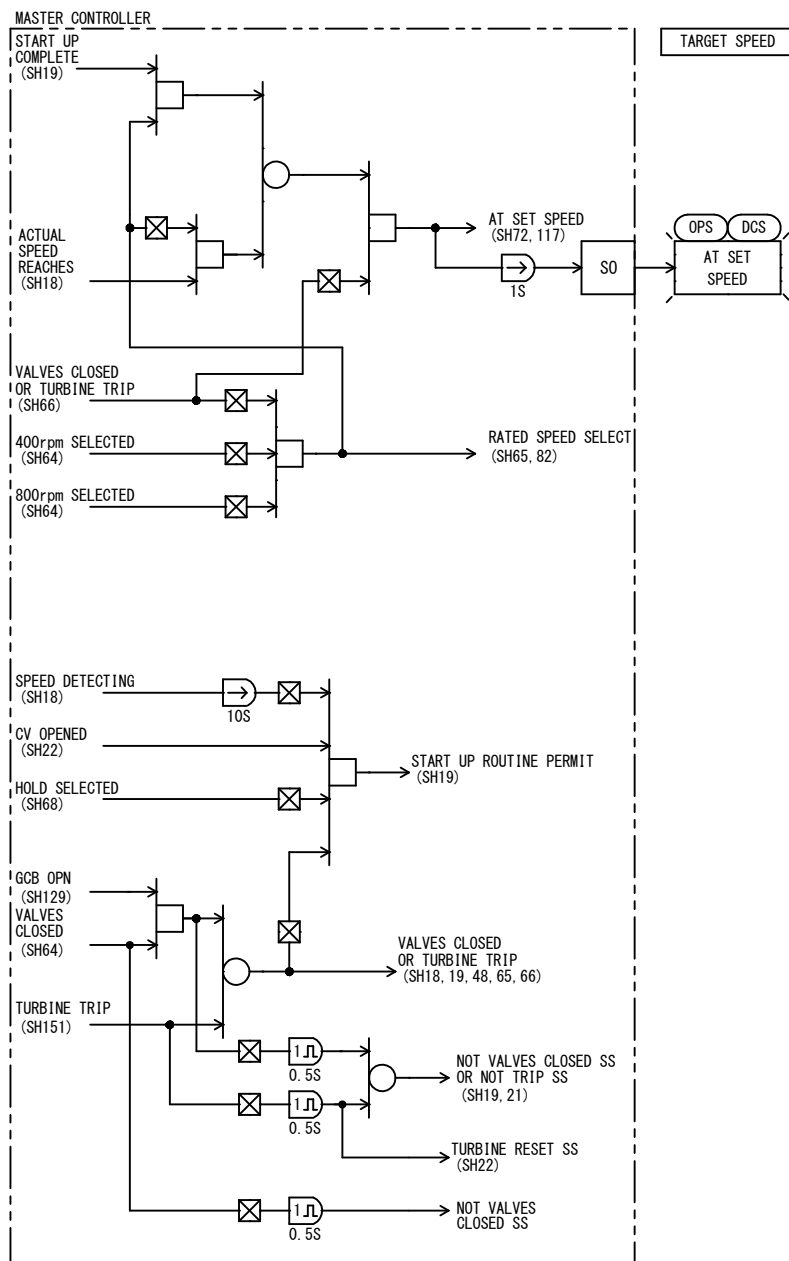 MASTER CONTROLLER
TARGET SPEED
START UP
COMPLETE
(SH19)
ACTUAL
SPEED
REACHES
(SH18)
AT SET SPEED
(SH72, 117)
1S
SO
OPS
DCS
AT SET
SPEED
VALVES CLOSED
OR TURBINE TRIP
(SH66)
400rpm SELECTED
(SH64)
800rpm SELECTED
(SH64)
RATED SPEED SELECT
(SH65, 82)
SPEED DETECTING
(SH18)
10S
CV OPENED
(SH22)
HOLD SELECTED
(SH68)
START UP ROUTINE PERMIT
(SH19)
GCB OPN
(SH129)
VALVES
CLOSED
(SH64)
VALVES CLOSED
OR TURBINE TRIP
(SH18, 19, 48, 65, 66)
TURBINE TRIP
(SH151)
1
0.5S
NOT VALVES CLOSED SS
OR NOT TRIP SS
(SH19, 21)
1
0.5S
TURBINE RESET SS
(SH22)
1
0.5S
NOT VALVES
CLOSED SS